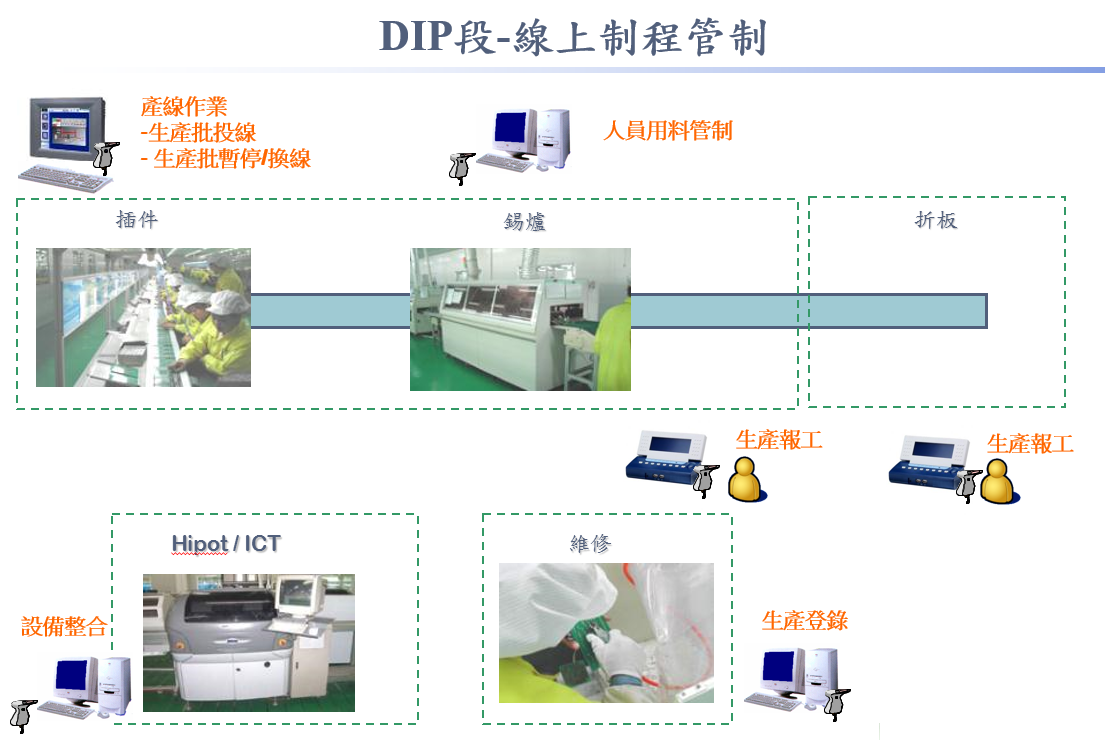 DIP段-線上制程管制
產線作業
-生產批投線
- 生產批暫停/換線
人員用料管制
插件
錫爐
折板
生產報工
生產報工
Hipot / ICT
維修
設備整合
生產登錄